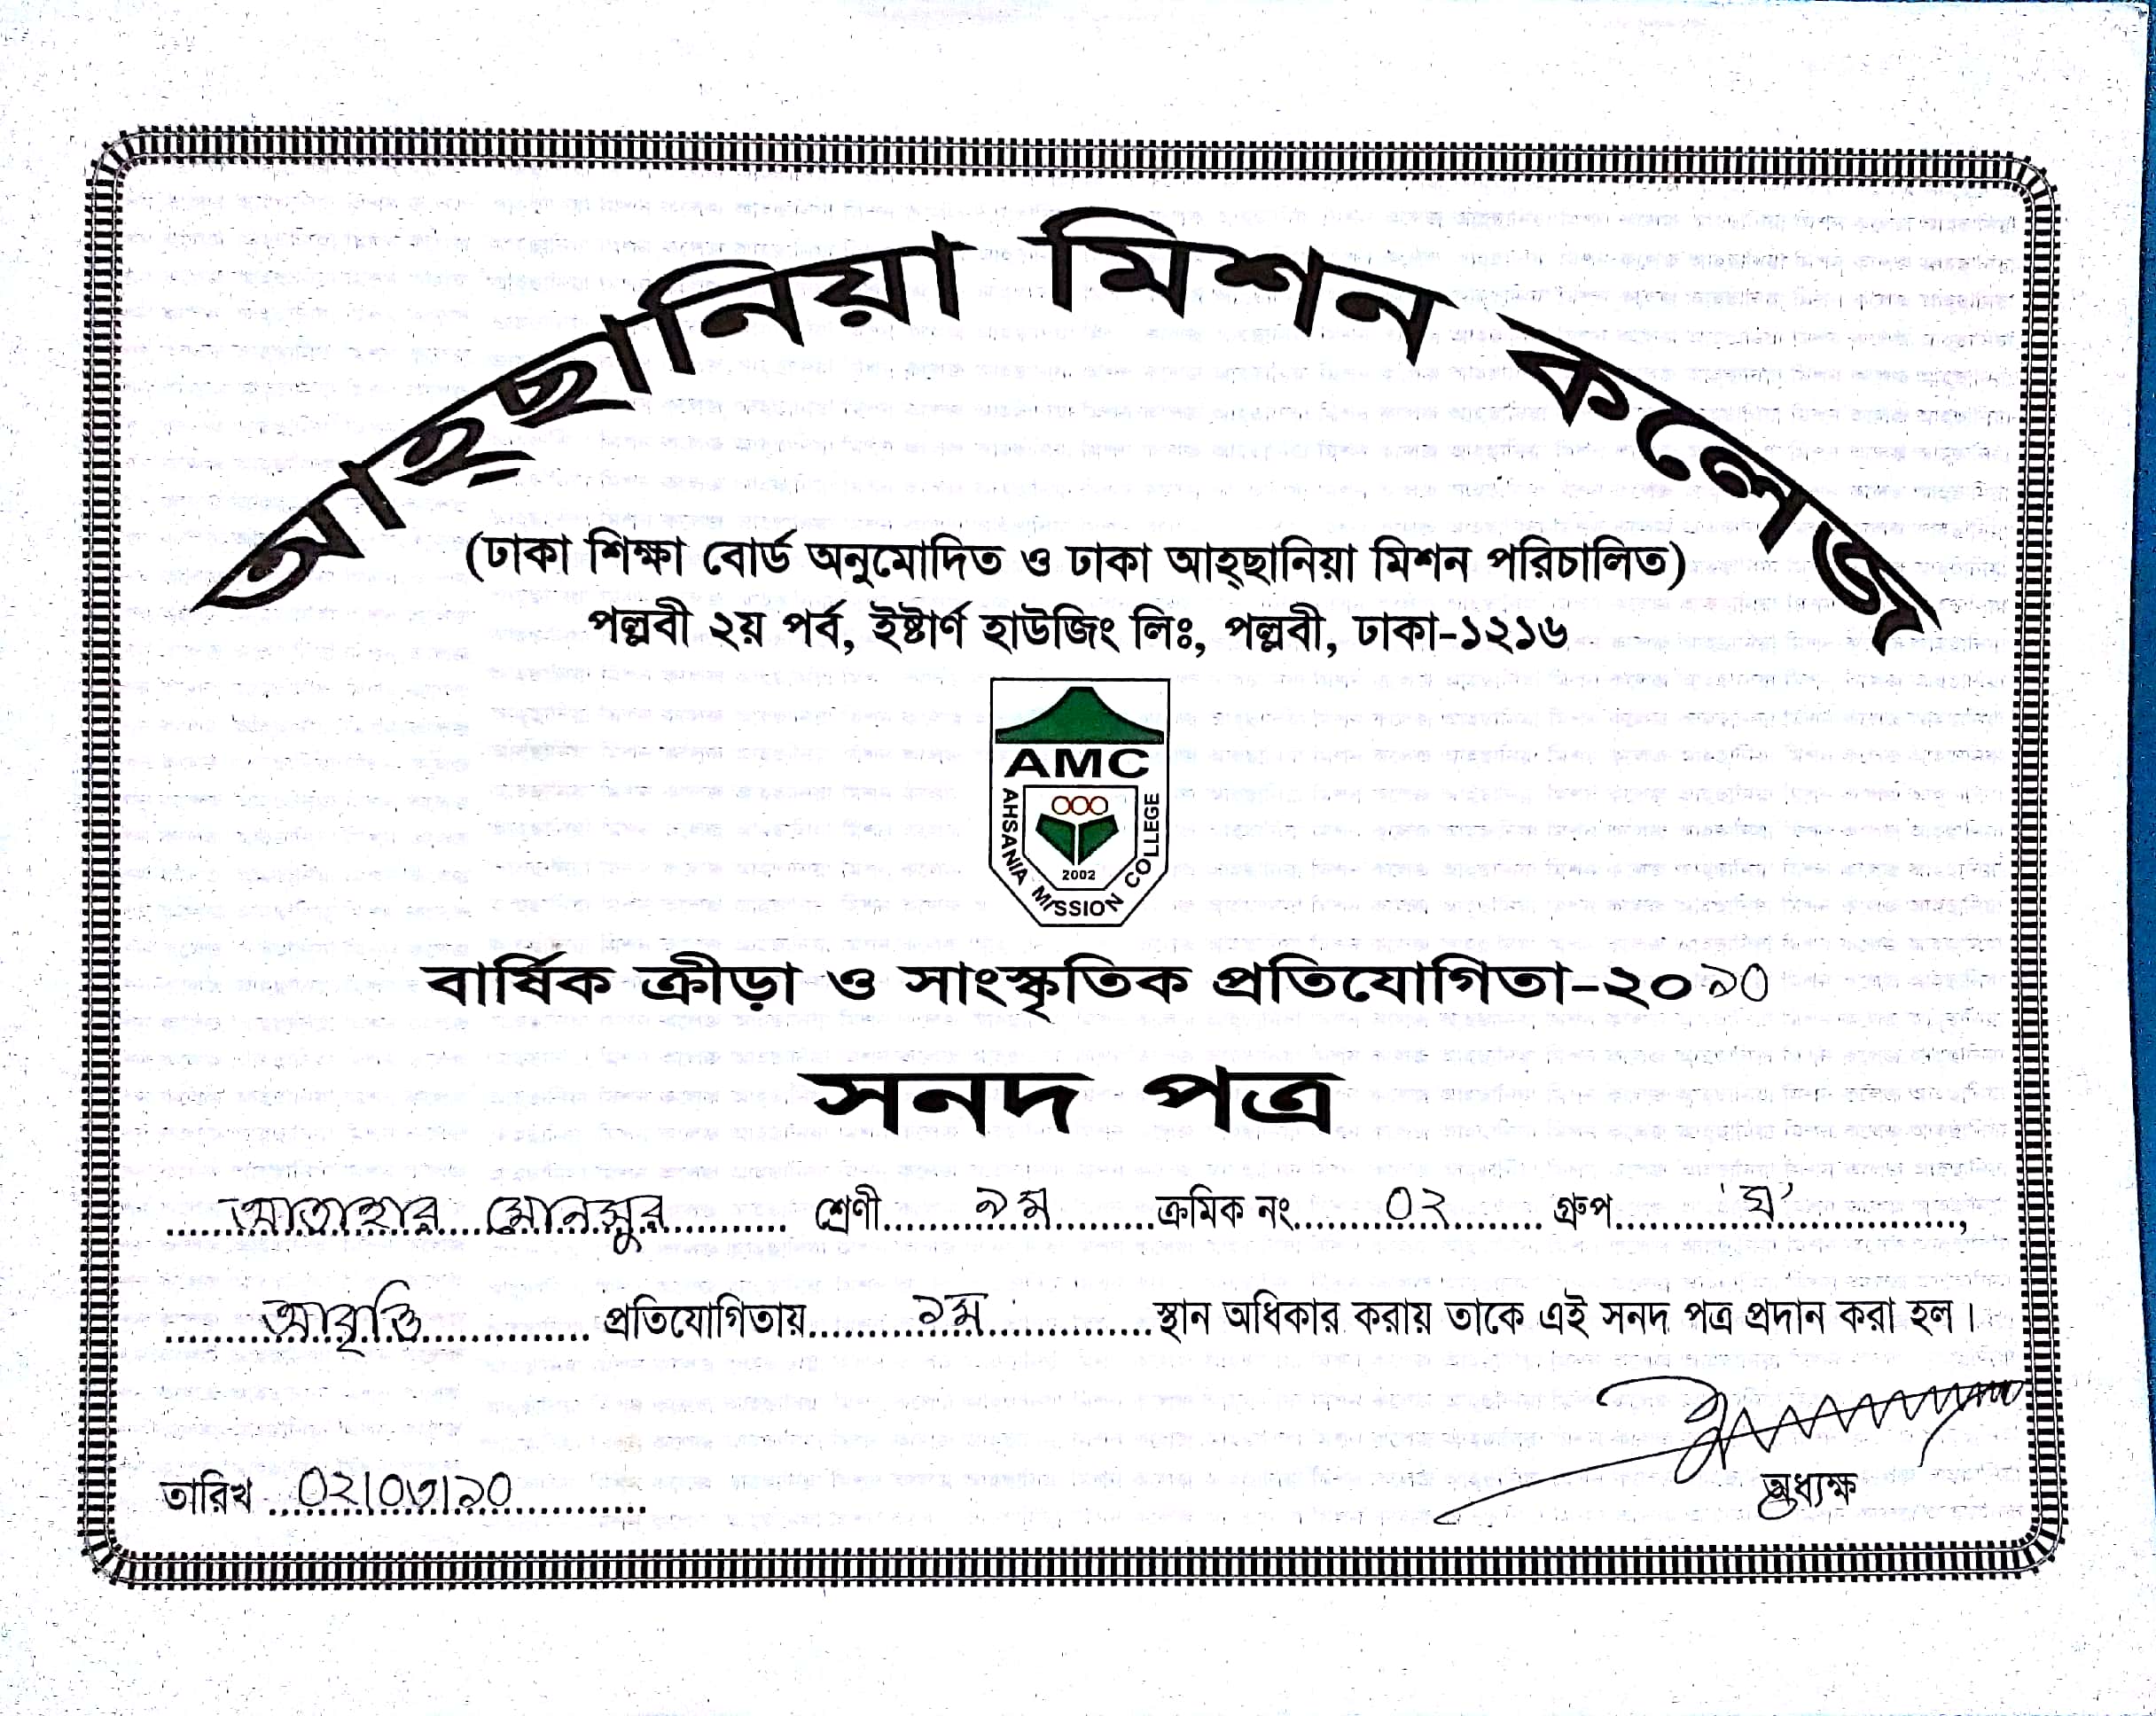 আহ্ছানিয়া মিশন কলেজ
(ঢাকা শিক্ষা বোর্ড অনুমোদিত ও ঢাকা আহ্ছানিয়া মিশন পরিচালিত)
পল্লবী ২য় পর্ব, ইষ্টার্ণ হাউজিং লিঃ, পল্লবী, ঢাকা-১২১৬
AMC
AHSANIA MISSION COLLEGE
2002
বার্ষিক ক্রীড়া ও সাংস্কৃতিক প্রতিযোগিতা-২০১০
সনদ পত্র
আতাহার মোনসুর শ্রেণী ৯ম ক্রমিক নং ০২ গ্রুপ 'ঘ',
আবৃত্তি প্রতিযোগিতায় ১ম স্থান অধিকার করায় তাকে এই সনদ পত্র প্রদান করা হল।
তারিখ ০২|০৩|১০
অধ্যক্ষ